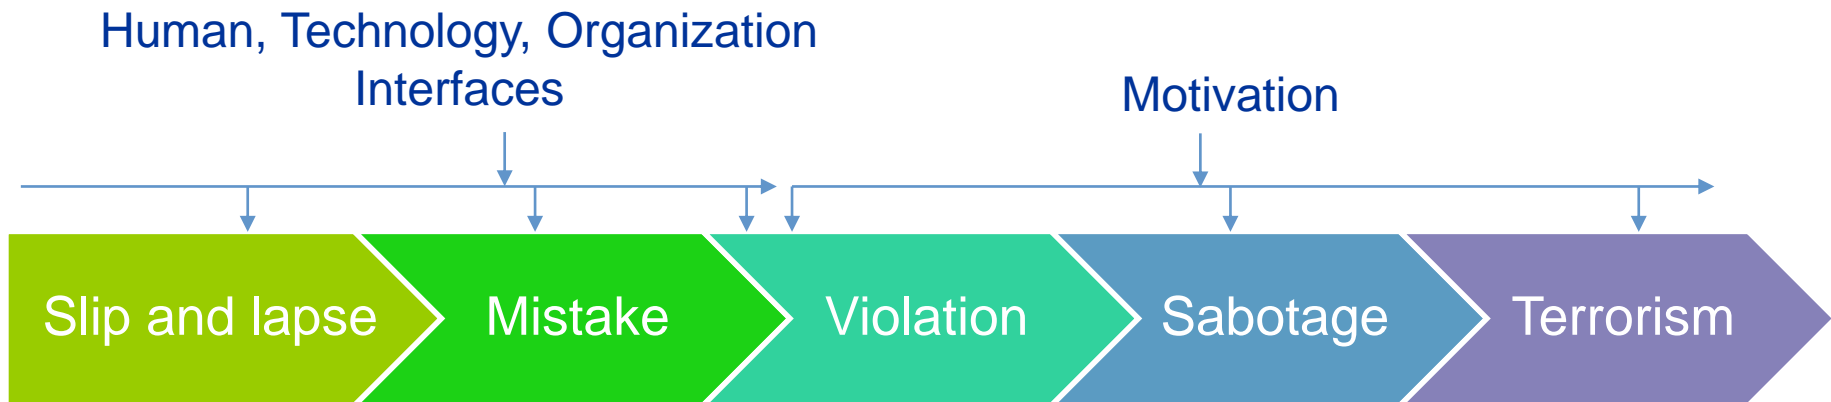 Human, Technology, Organization
Interfaces
Motivation
Slip and lapse
Mistake
Violation
Sabotage
Terrorism